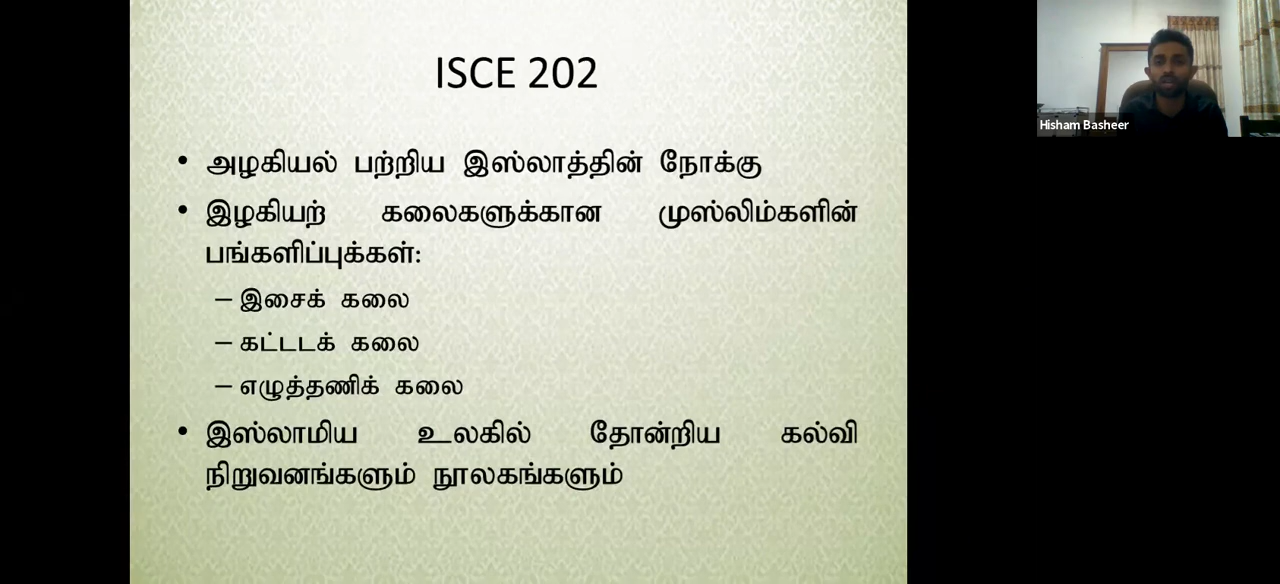 ISCE 202
• அழகியல் பற்றிய இஸ்லாத்தின் நோக்கு
• இழகியற் கலைகளுக்கான முஸ்லிம்களின்
பங்களிப்புக்கள்:
– இசைக் கலை
– கட்டடக் கலை
– எழுத்தணிக் கலை
• இஸ்லாமிய உலகில் தோன்றிய கல்வி
நிறுவனங்களும் நூலகங்களும்
Hisham Basheer